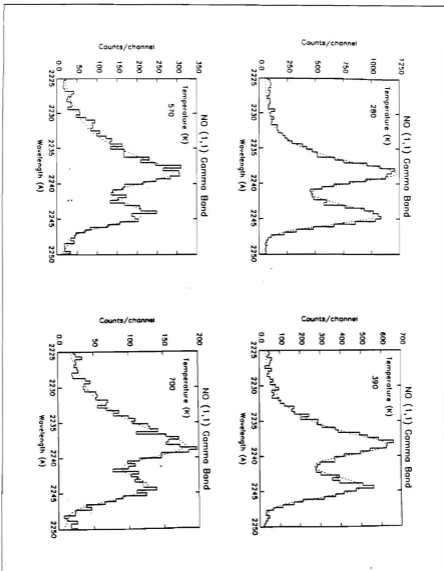 NO (1,1) Gamma Band
Temperature (K)
280
Counts/channel
1250
1000
750
500
250
0.0
2225 2230 2235 2240 2245 2250
Wavelength (A)
NO (1,1) Gamma Band
Temperature (K)
390
Counts/channel
700
600
500
400
300
200
100
0.0
2225 2230 2235 2240 2245 2250
Wavelength (A)
NO (1,1) Gamma Band
Temperature (K)
570
Counts/channel
350
300
250
200
150
100
50
0.0
2225 2230 2235 2240 2245 2250
Wavelength (A)
NO (1,1) Gamma Band
Temperature (K)
700
Counts/channel
200
150
100
50
0.0
2225 2230 2235 2240 2245 2250
Wavelength (A)